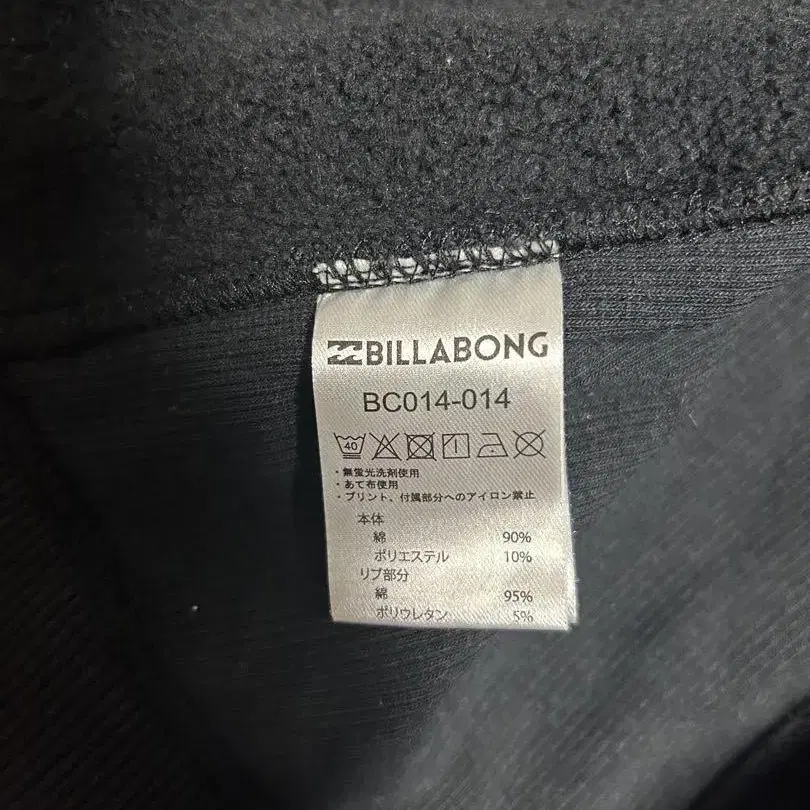 BILLABONG
BC014-014
40
・無蛍光洗剤使用
・あて布使用
・プリント、付属部分へのアイロン禁止
本体
綿 90%
ポリエステル 10%
リブ部分
綿 95%
ポリウレタン 5%